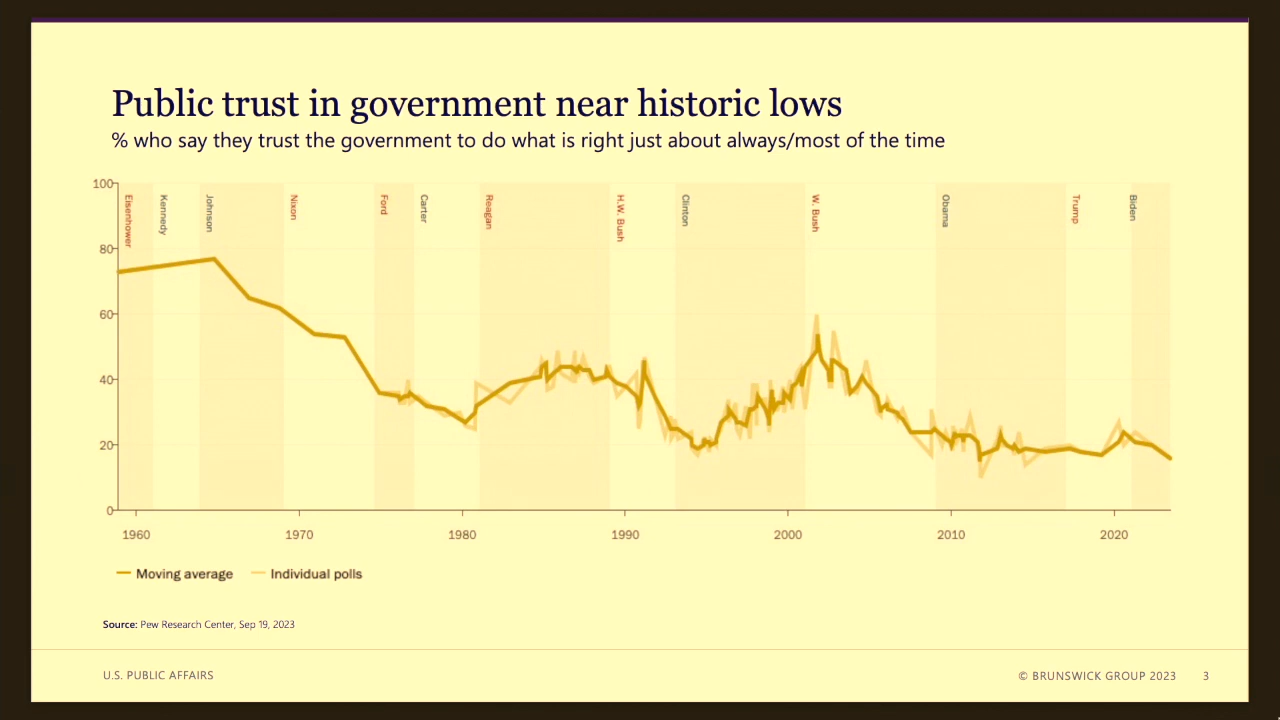 Public trust in government near historic lows
% who say they trust the government to do what is right just about always/most of the time
100
80
60
40
20
0
Eisenhower
Kennedy
Johnson
Nixon
Ford
Carter
Reagan
H.W. Bush
Clinton
W. Bush
Obama
Trump
Biden
1960 1970 1980 1990 2000 2010 2020
Moving average Individual polls
Source: Pew Research Center, Sep 19, 2023
U.S. PUBLIC AFFAIRS © BRUNSWICK GROUP 2023 3